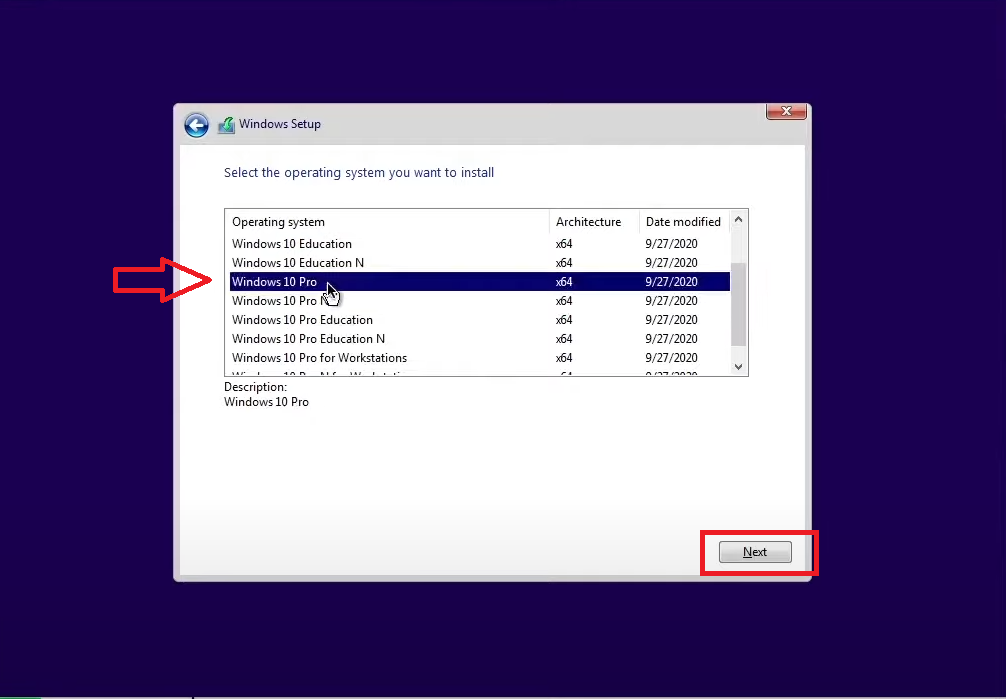 Windows Setup
Select the operating system you want to install
Operating system Architecture Date modified
Windows 10 Education x64 9/27/2020
Windows 10 Education N x64 9/27/2020
Windows 10 Pro x64 9/27/2020
Windows 10 Pro N x64 9/27/2020
Windows 10 Pro Education x64 9/27/2020
Windows 10 Pro Education N x64 9/27/2020
Windows 10 Pro for Workstations x64 9/27/2020
Description:
Windows 10 Pro
Next